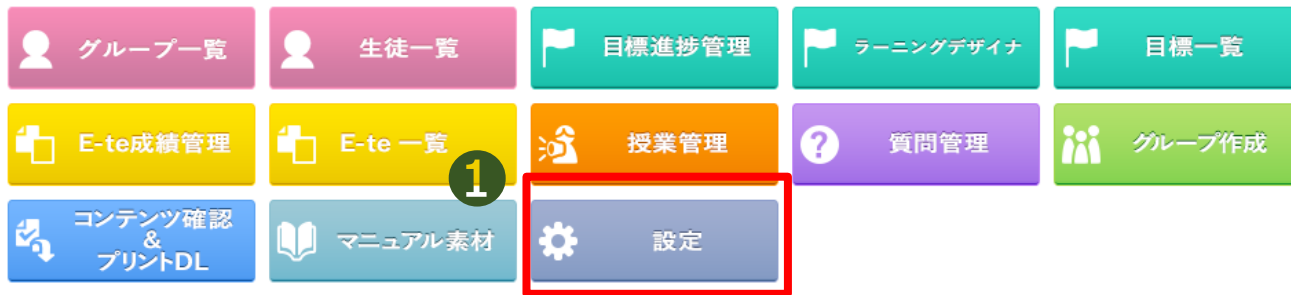 グループ一覧
生徒一覧
目標進捗管理
ラーニングデザイナ
目標一覧
E-te成績管理
E-te 一覧
授業管理
?
質問管理
グループ作成
1
コンテンツ確認
&
プリントDL
マニュアル素材
設定